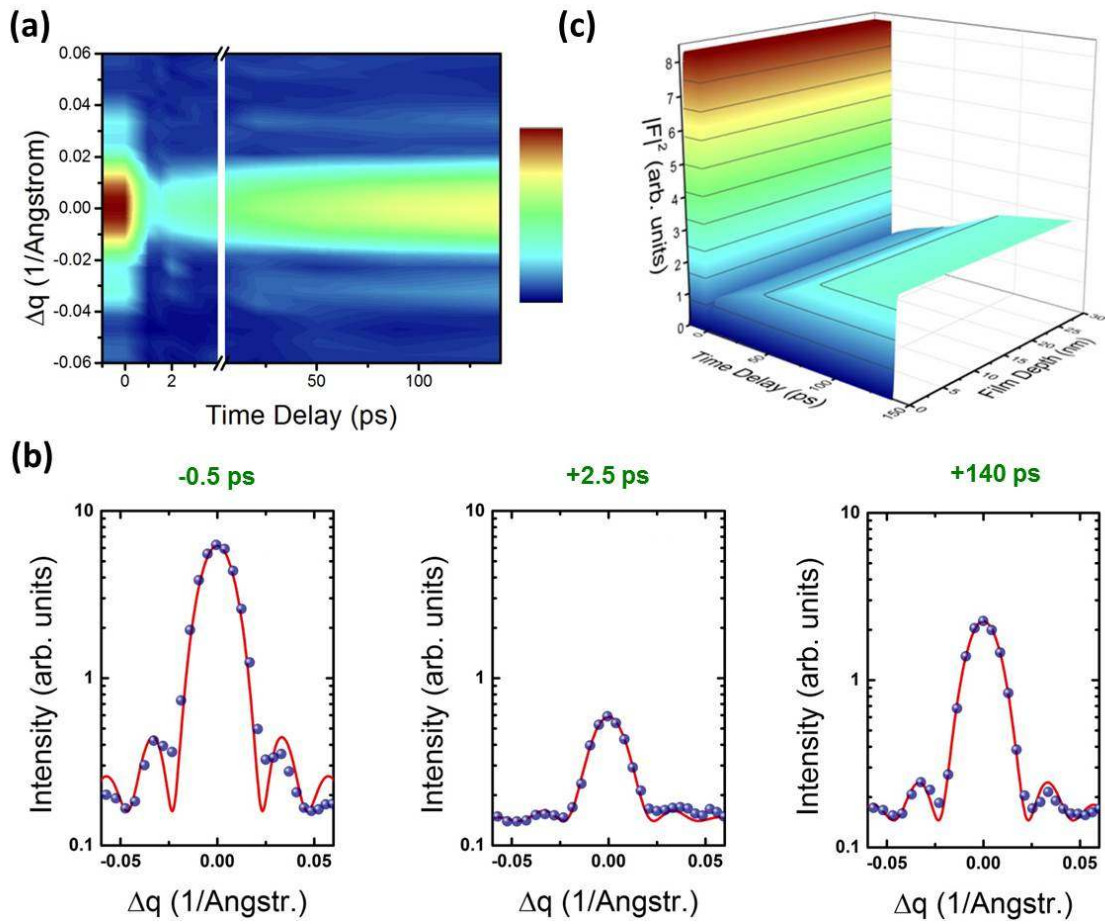 (a)
0.06
0.04
0.02
0.00
-0.02
-0.04
-0.06
Δq (1/Angstrom)
0 2 50 100
Time Delay (ps)
(c)
8
7
6
5
4
3
2
1
0
|F|² (arb. units)
0 50 100 150
Time Delay (ps)
0 5 10 15 20 25 30
Film Depth (nm)
(b)
-0.5 ps
10
1
0.1
Intensity (arb. units)
-0.05 0.00 0.05
Δq (1/Angstr.)
+2.5 ps
10
1
0.1
Intensity (arb. units)
-0.05 0.00 0.05
Δq (1/Angstr.)
+140 ps
10
1
0.1
Intensity (arb. units)
-0.05 0.00 0.05
Δq (1/Angstr.)